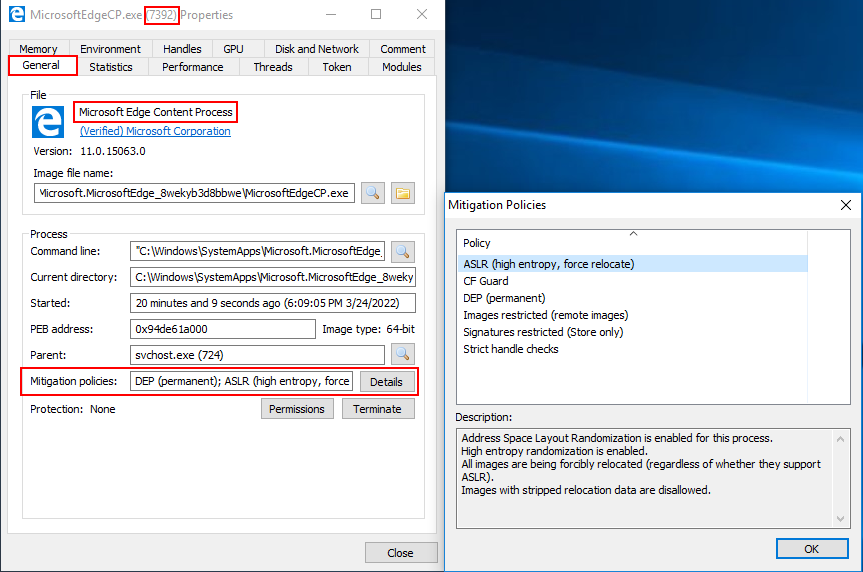 MicrosoftEdgeCP.exe (7392) Properties
Memory Environment Handles GPU Disk and Network Comment
General Statistics Performance Threads Token Modules
File
Microsoft Edge Content Process
(Verified) Microsoft Corporation
Version: 11.0.15063.0
Image file name:
Microsoft.MicrosoftEdge_8wekyb3d8bbwe\MicrosoftEdgeCP.exe
Process
Command line: "C:\Windows\SystemApps\Microsoft.MicrosoftEdge_
Current directory: C:\Windows\SystemApps\Microsoft.MicrosoftEdge_8weky
Started: 20 minutes and 9 seconds ago (6:09:05 PM 3/24/2022)
PEB address: 0x94de61a000 Image type: 64-bit
Parent: svchost.exe (724)
Mitigation policies: DEP (permanent); ASLR (high entropy, force Details
Protection: None Permissions Terminate
Close
Mitigation Policies
Policy
ASLR (high entropy, force relocate)
CF Guard
DEP (permanent)
Images restricted (remote images)
Signatures restricted (Store only)
Strict handle checks
Description:
Address Space Layout Randomization is enabled for this process.
High entropy randomization is enabled.
All images are being forcibly relocated (regardless of whether they support
ASLR).
Images with stripped relocation data are disallowed.
OK